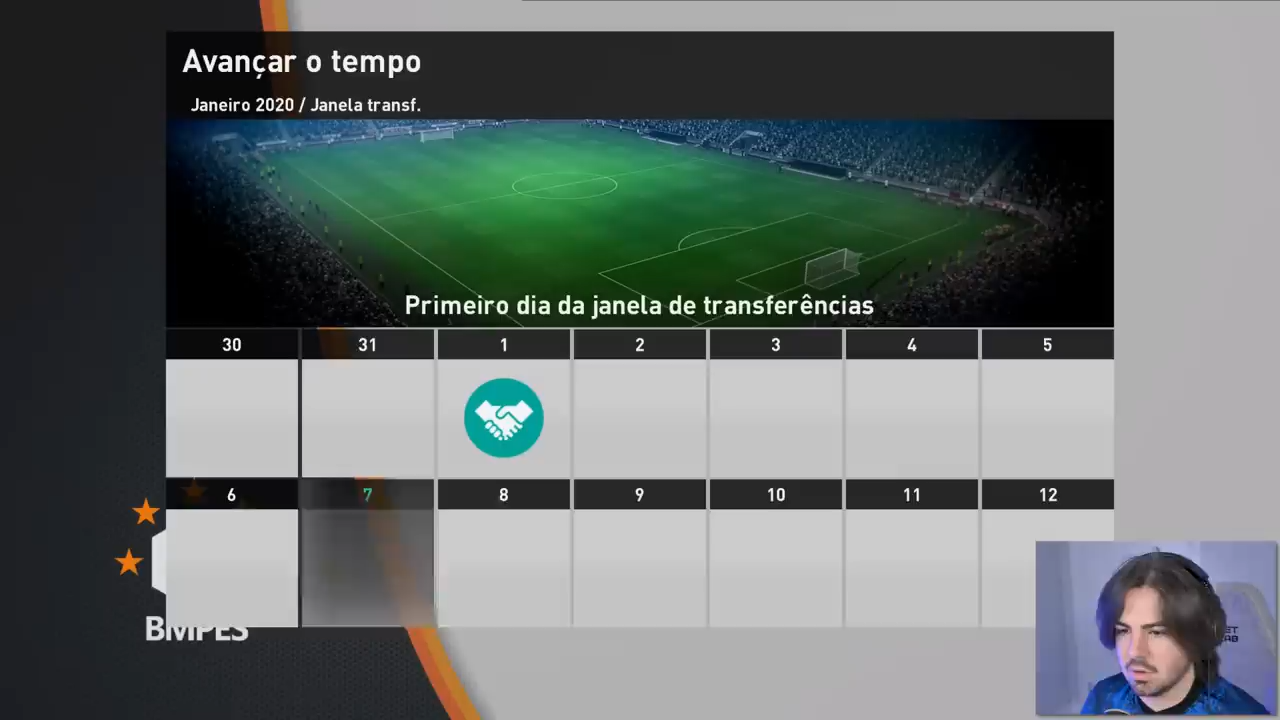 Avançar o tempo
Janeiro 2020 / Janela transf.
Primeiro dia da janela de transferências
30 31 1 2 3 4 5
6 7 8 9 10 11 12
BMPES